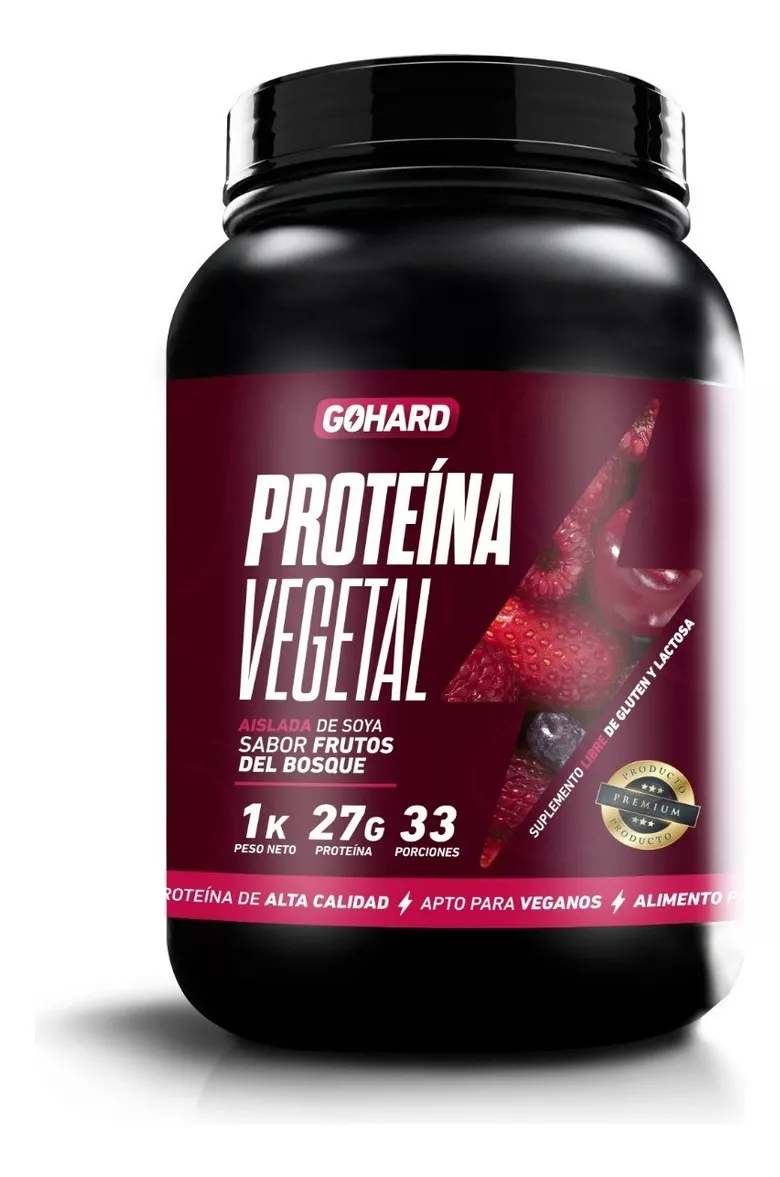 GOHARD
PROTEÍNA
VEGETAL
AISLADA DE SOYA
SABOR FRUTOS
DEL BOSQUE
1K 27G 33
PESO NETO PROTEÍNA PORCIONES
SUPLEMENTO LIBRE DE GLUTEN Y LACTOSA
PRODUCTO
PREMIUM
PRODUCTO
ROTEÍNA DE ALTA CALIDAD APTO PARA VEGANOS ALIMENTO